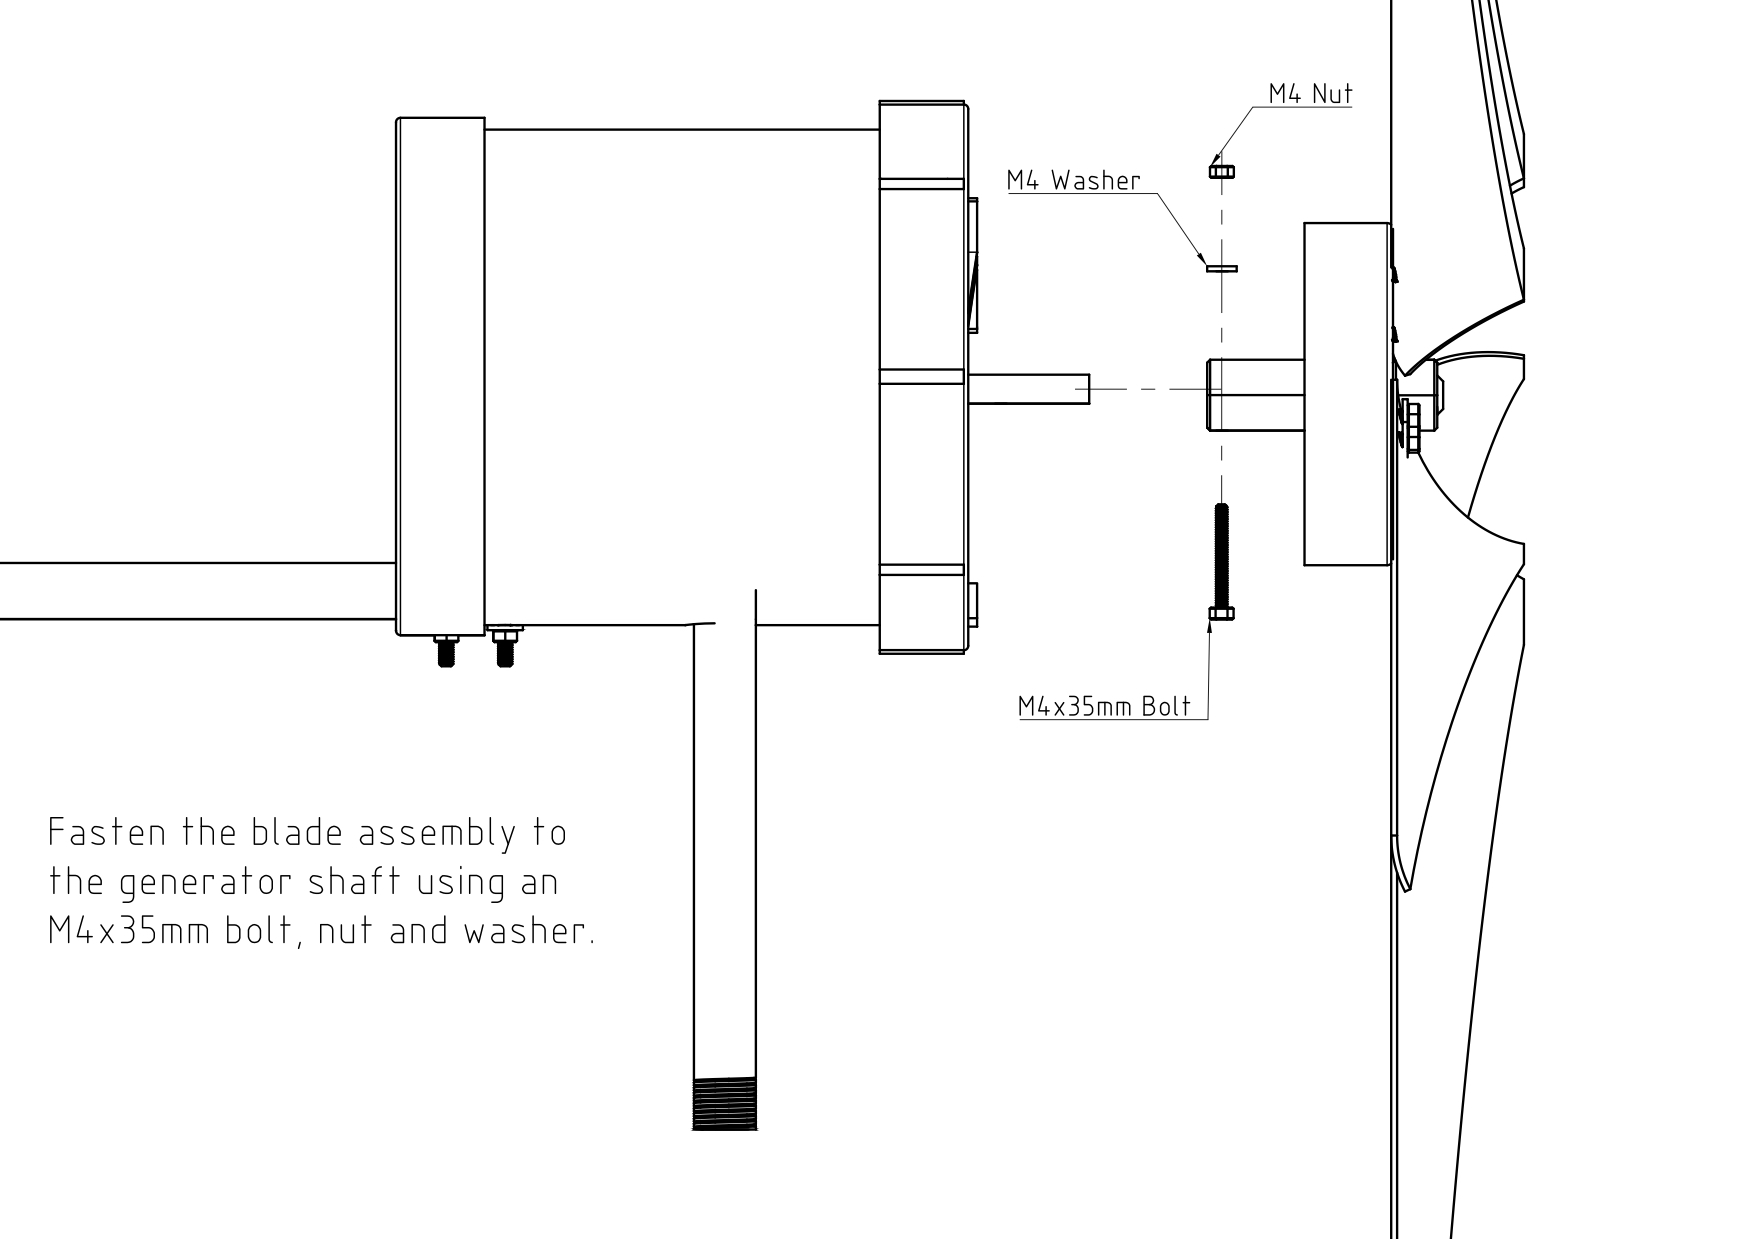 M4 Nut
M4 Washer
M4x35mm Bolt
Fasten the blade assembly to
the generator shaft using an
M4x35mm bolt, nut and washer.